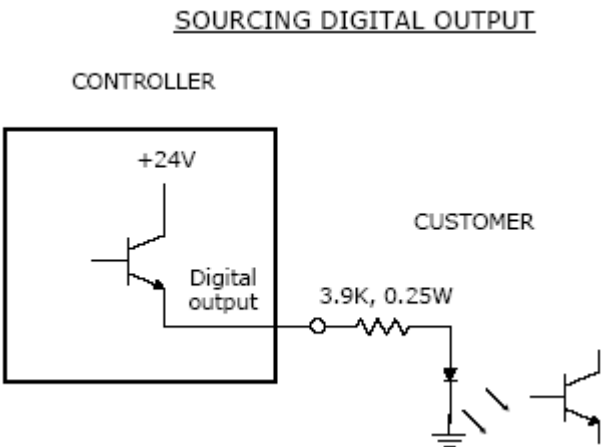 SOURCING DIGITAL OUTPUT
CONTROLLER
+24V
CUSTOMER
Digital
output
3.9K, 0.25W